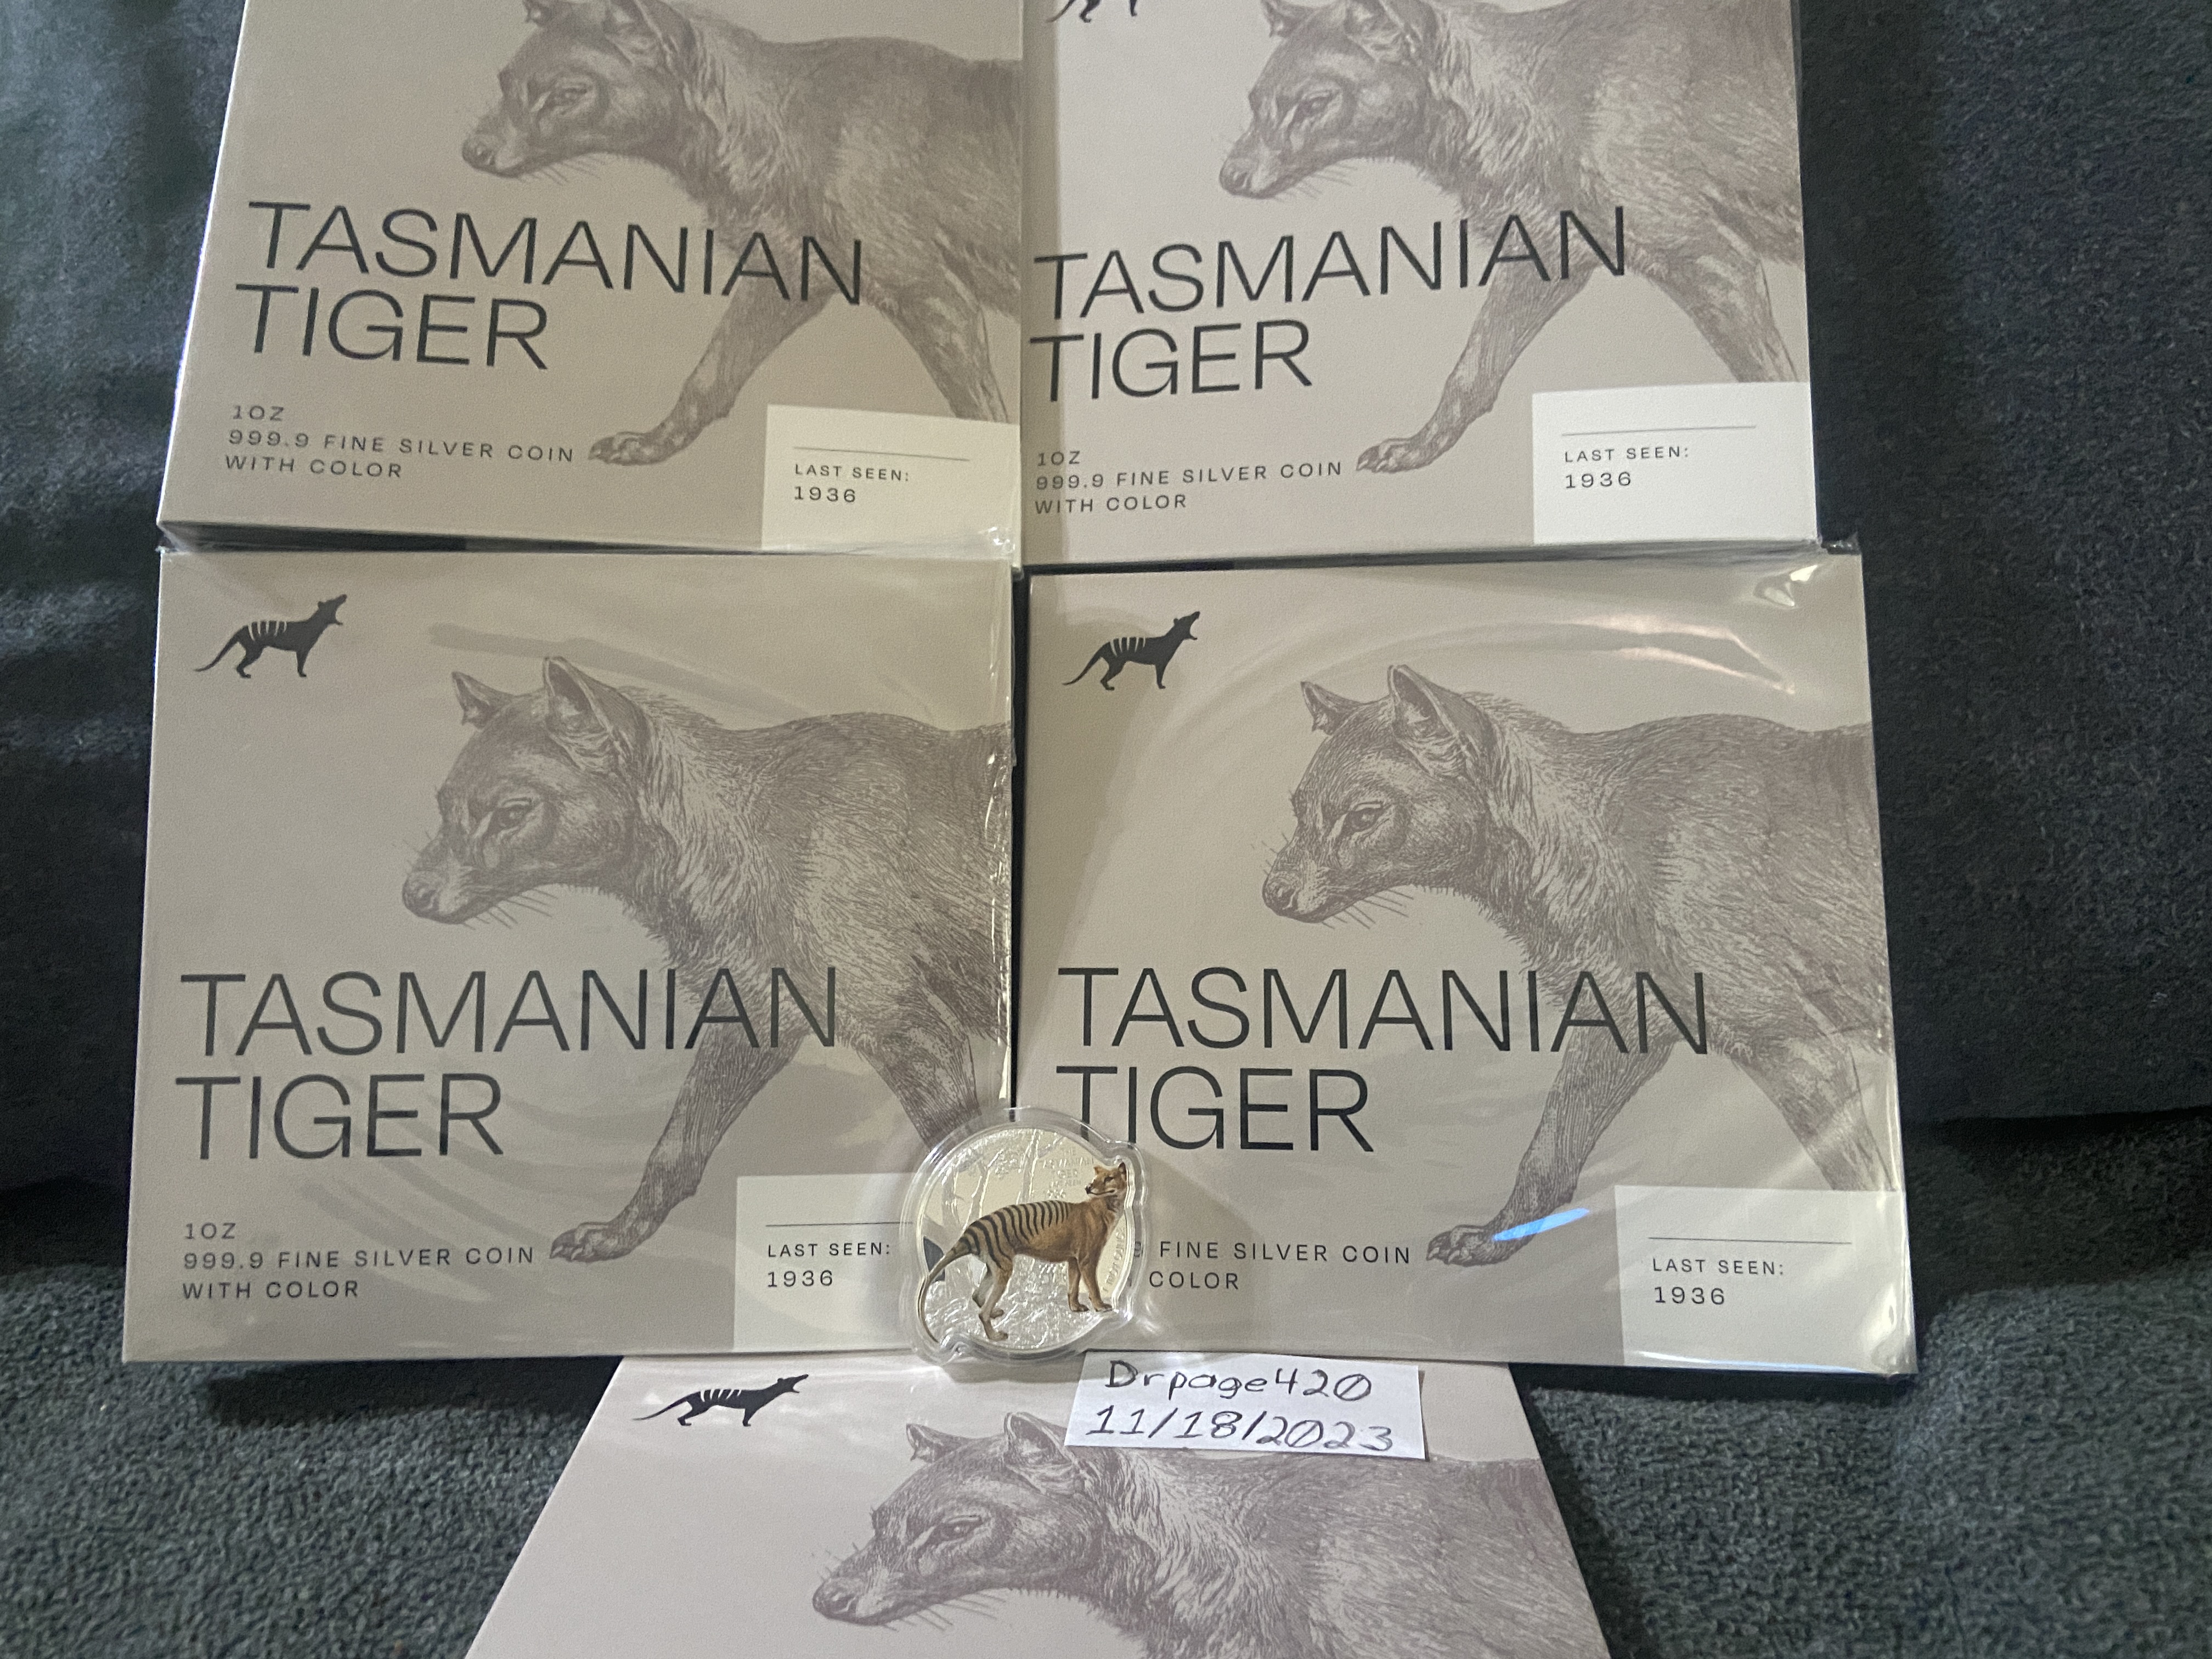 TASMANIAN
TIGER
1OZ
999.9 FINE SILVER COIN
WITH COLOR
LAST SEEN:
1936
TASMANIAN
TIGER
1OZ
999.9 FINE SILVER COIN
WITH COLOR
LAST SEEN:
1936
TASMANIAN
TIGER
1OZ
999.9 FINE SILVER COIN
WITH COLOR
LAST SEEN:
1936
TASMANIAN
TIGER
FINE SILVER COIN
COLOR
LAST SEEN:
1936
Drpage420
11/18/2023